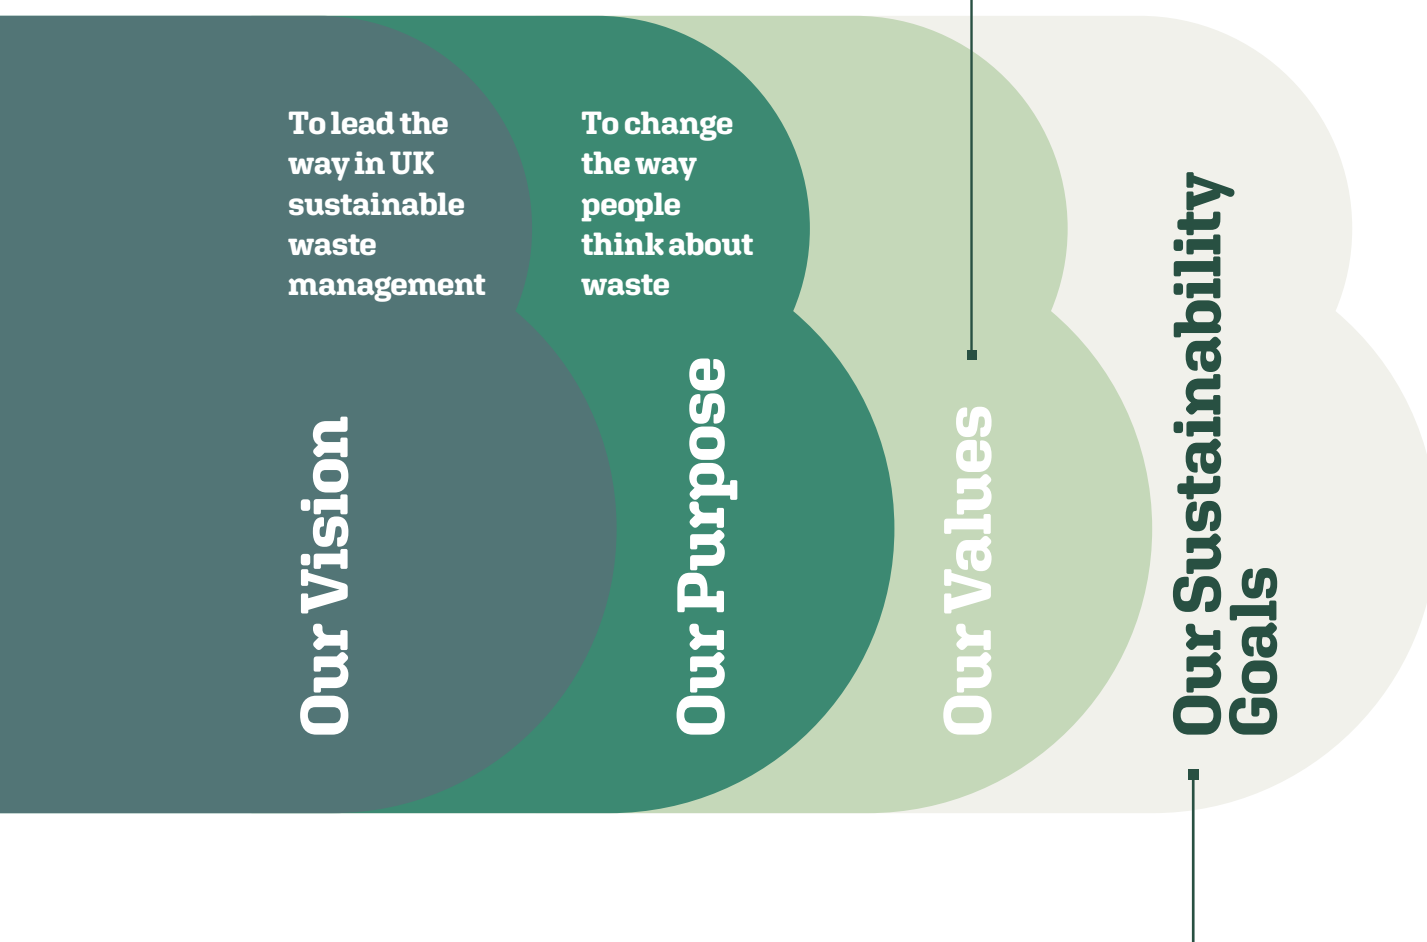 To lead the
way in UK
sustainable
waste
management
Our Vision
To change
the way
people
think about
waste
Our Purpose
Our Values
Our Sustainability
Goals